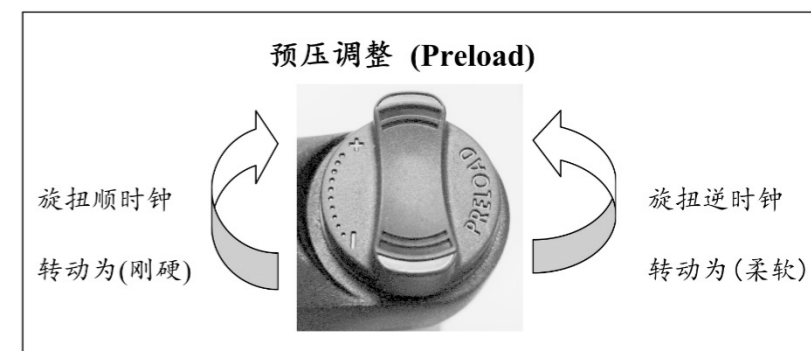 预压调整 (Preload)
旋扭顺时钟
转动为(刚硬)
+
PRELOAD
—
旋扭逆时钟
转动为(柔软)